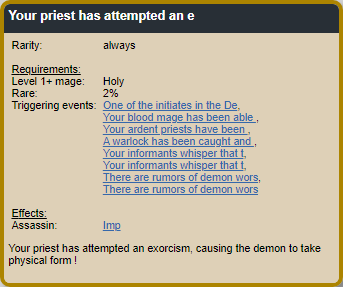 Your priest has attempted an e
Rarity: always
Requirements:
Level 1+ mage: Holy
Rare: 2%
Triggering events: One of the initiates in the De,
Your blood mage has been able ,
Your ardent priests have been ,
A warlock has been caught and ,
Your informants whisper that t,
Your informants whisper that t,
There are rumors of demon wors,
There are rumors of demon wors
Effects:
Assassin: Imp
Your priest has attempted an exorcism, causing the demon to take
physical form !